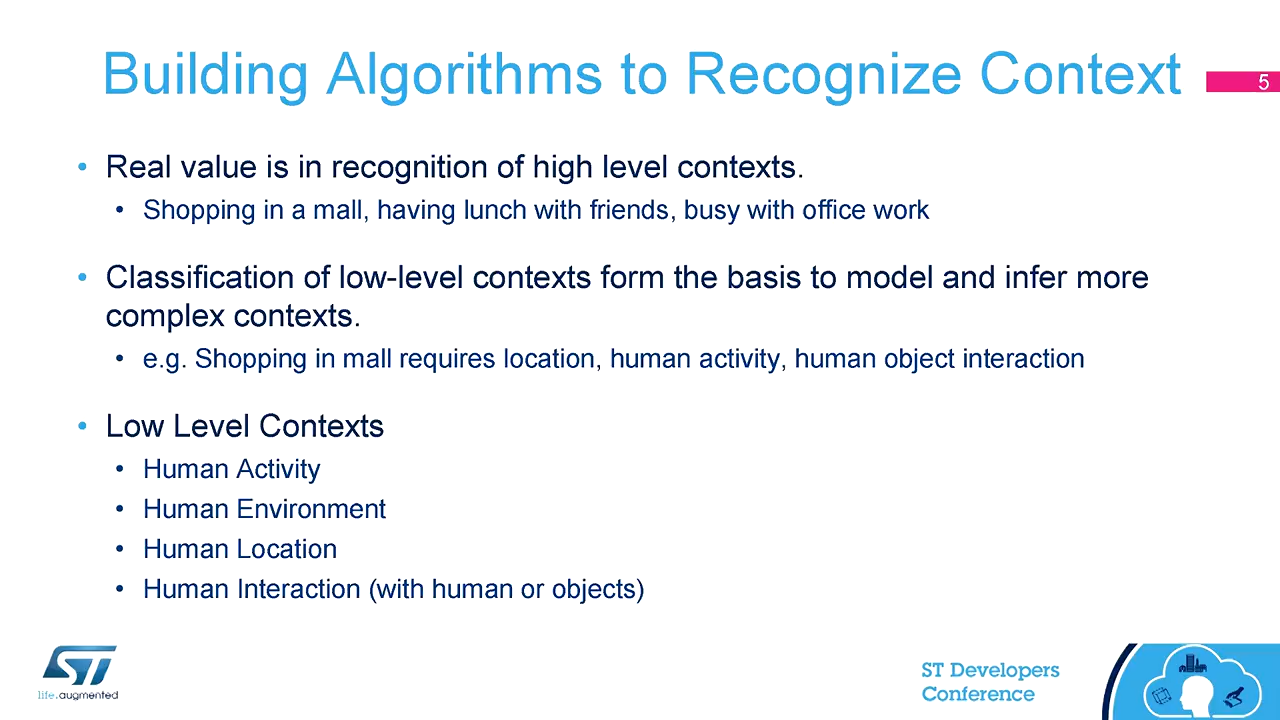 Building Algorithms to Recognize Context
5
• Real value is in recognition of high level contexts.
• Shopping in a mall, having lunch with friends, busy with office work
• Classification of low-level contexts form the basis to model and infer more
complex contexts.
• e.g. Shopping in mall requires location, human activity, human object interaction
• Low Level Contexts
• Human Activity
• Human Environment
• Human Location
• Human Interaction (with human or objects)
ST
life.augmented
ST Developers
Conference